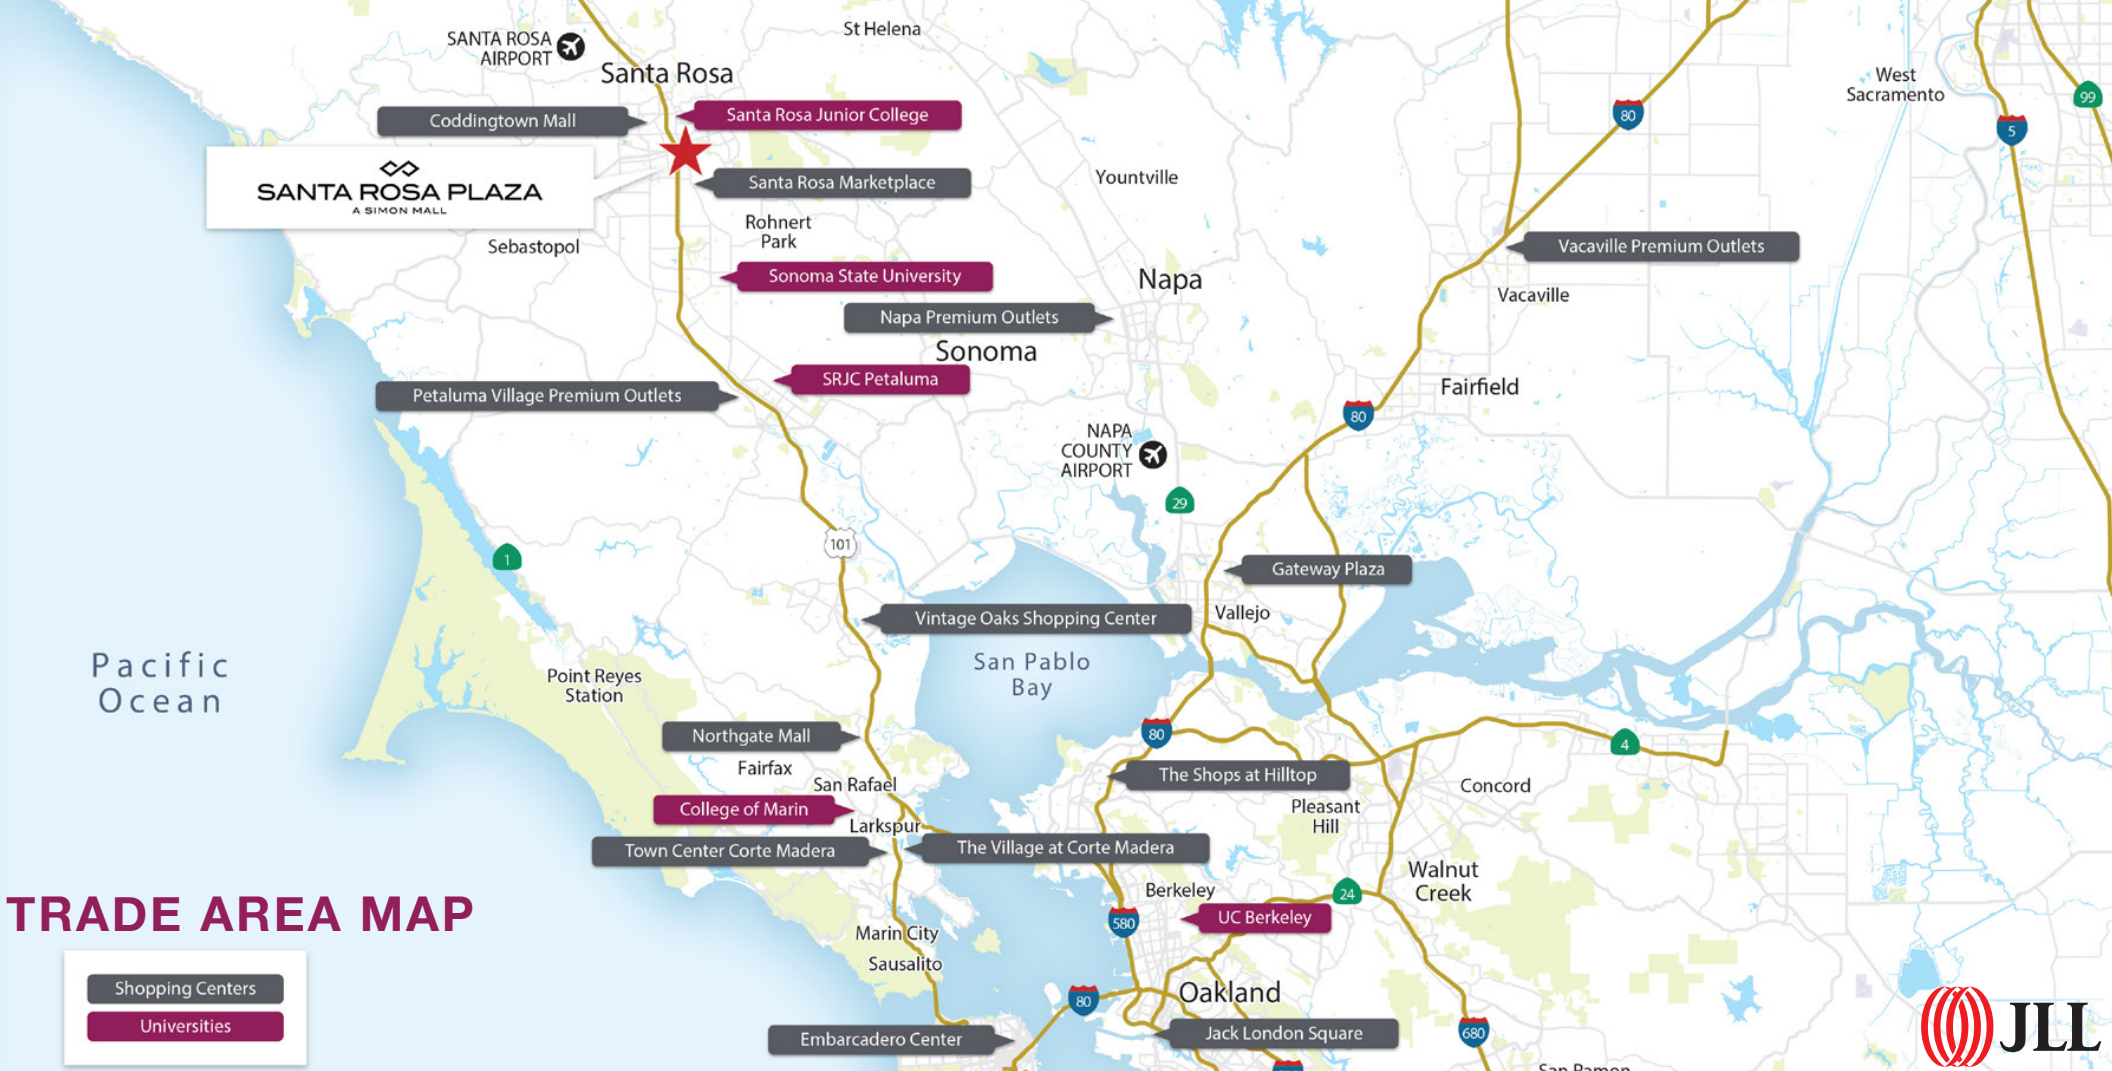 St Helena
SANTA ROSA
AIRPORT
Santa Rosa
West
Sacramento
99
80
5
Coddingtown Mall
Santa Rosa Junior College
SANTA ROSA PLAZA
A SIMON MALL
Santa Rosa Marketplace
Yountville
Rohnert
Park
Sebastopol
Vacaville Premium Outlets
Sonoma State University
Napa
Vacaville
Napa Premium Outlets
Sonoma
SRJC Petaluma
Petaluma Village Premium Outlets
Fairfield
80
NAPA
COUNTY
AIRPORT
29
101
1
Gateway Plaza
Vintage Oaks Shopping Center
Vallejo
Pacific
Ocean
San Pablo
Bay
Point Reyes
Station
Northgate Mall
80
4
Fairfax
San Rafael
The Shops at Hilltop
Concord
College of Marin
Pleasant
Hill
Larkspur
Town Center Corte Madera
The Village at Corte Madera
Walnut
Creek
Berkeley
24
UC Berkeley
580
TRADE AREA MAP
Marin City
Sausalito
Shopping Centers
Universities
80
Oakland
Embarcadero Center
Jack London Square
680
JLL